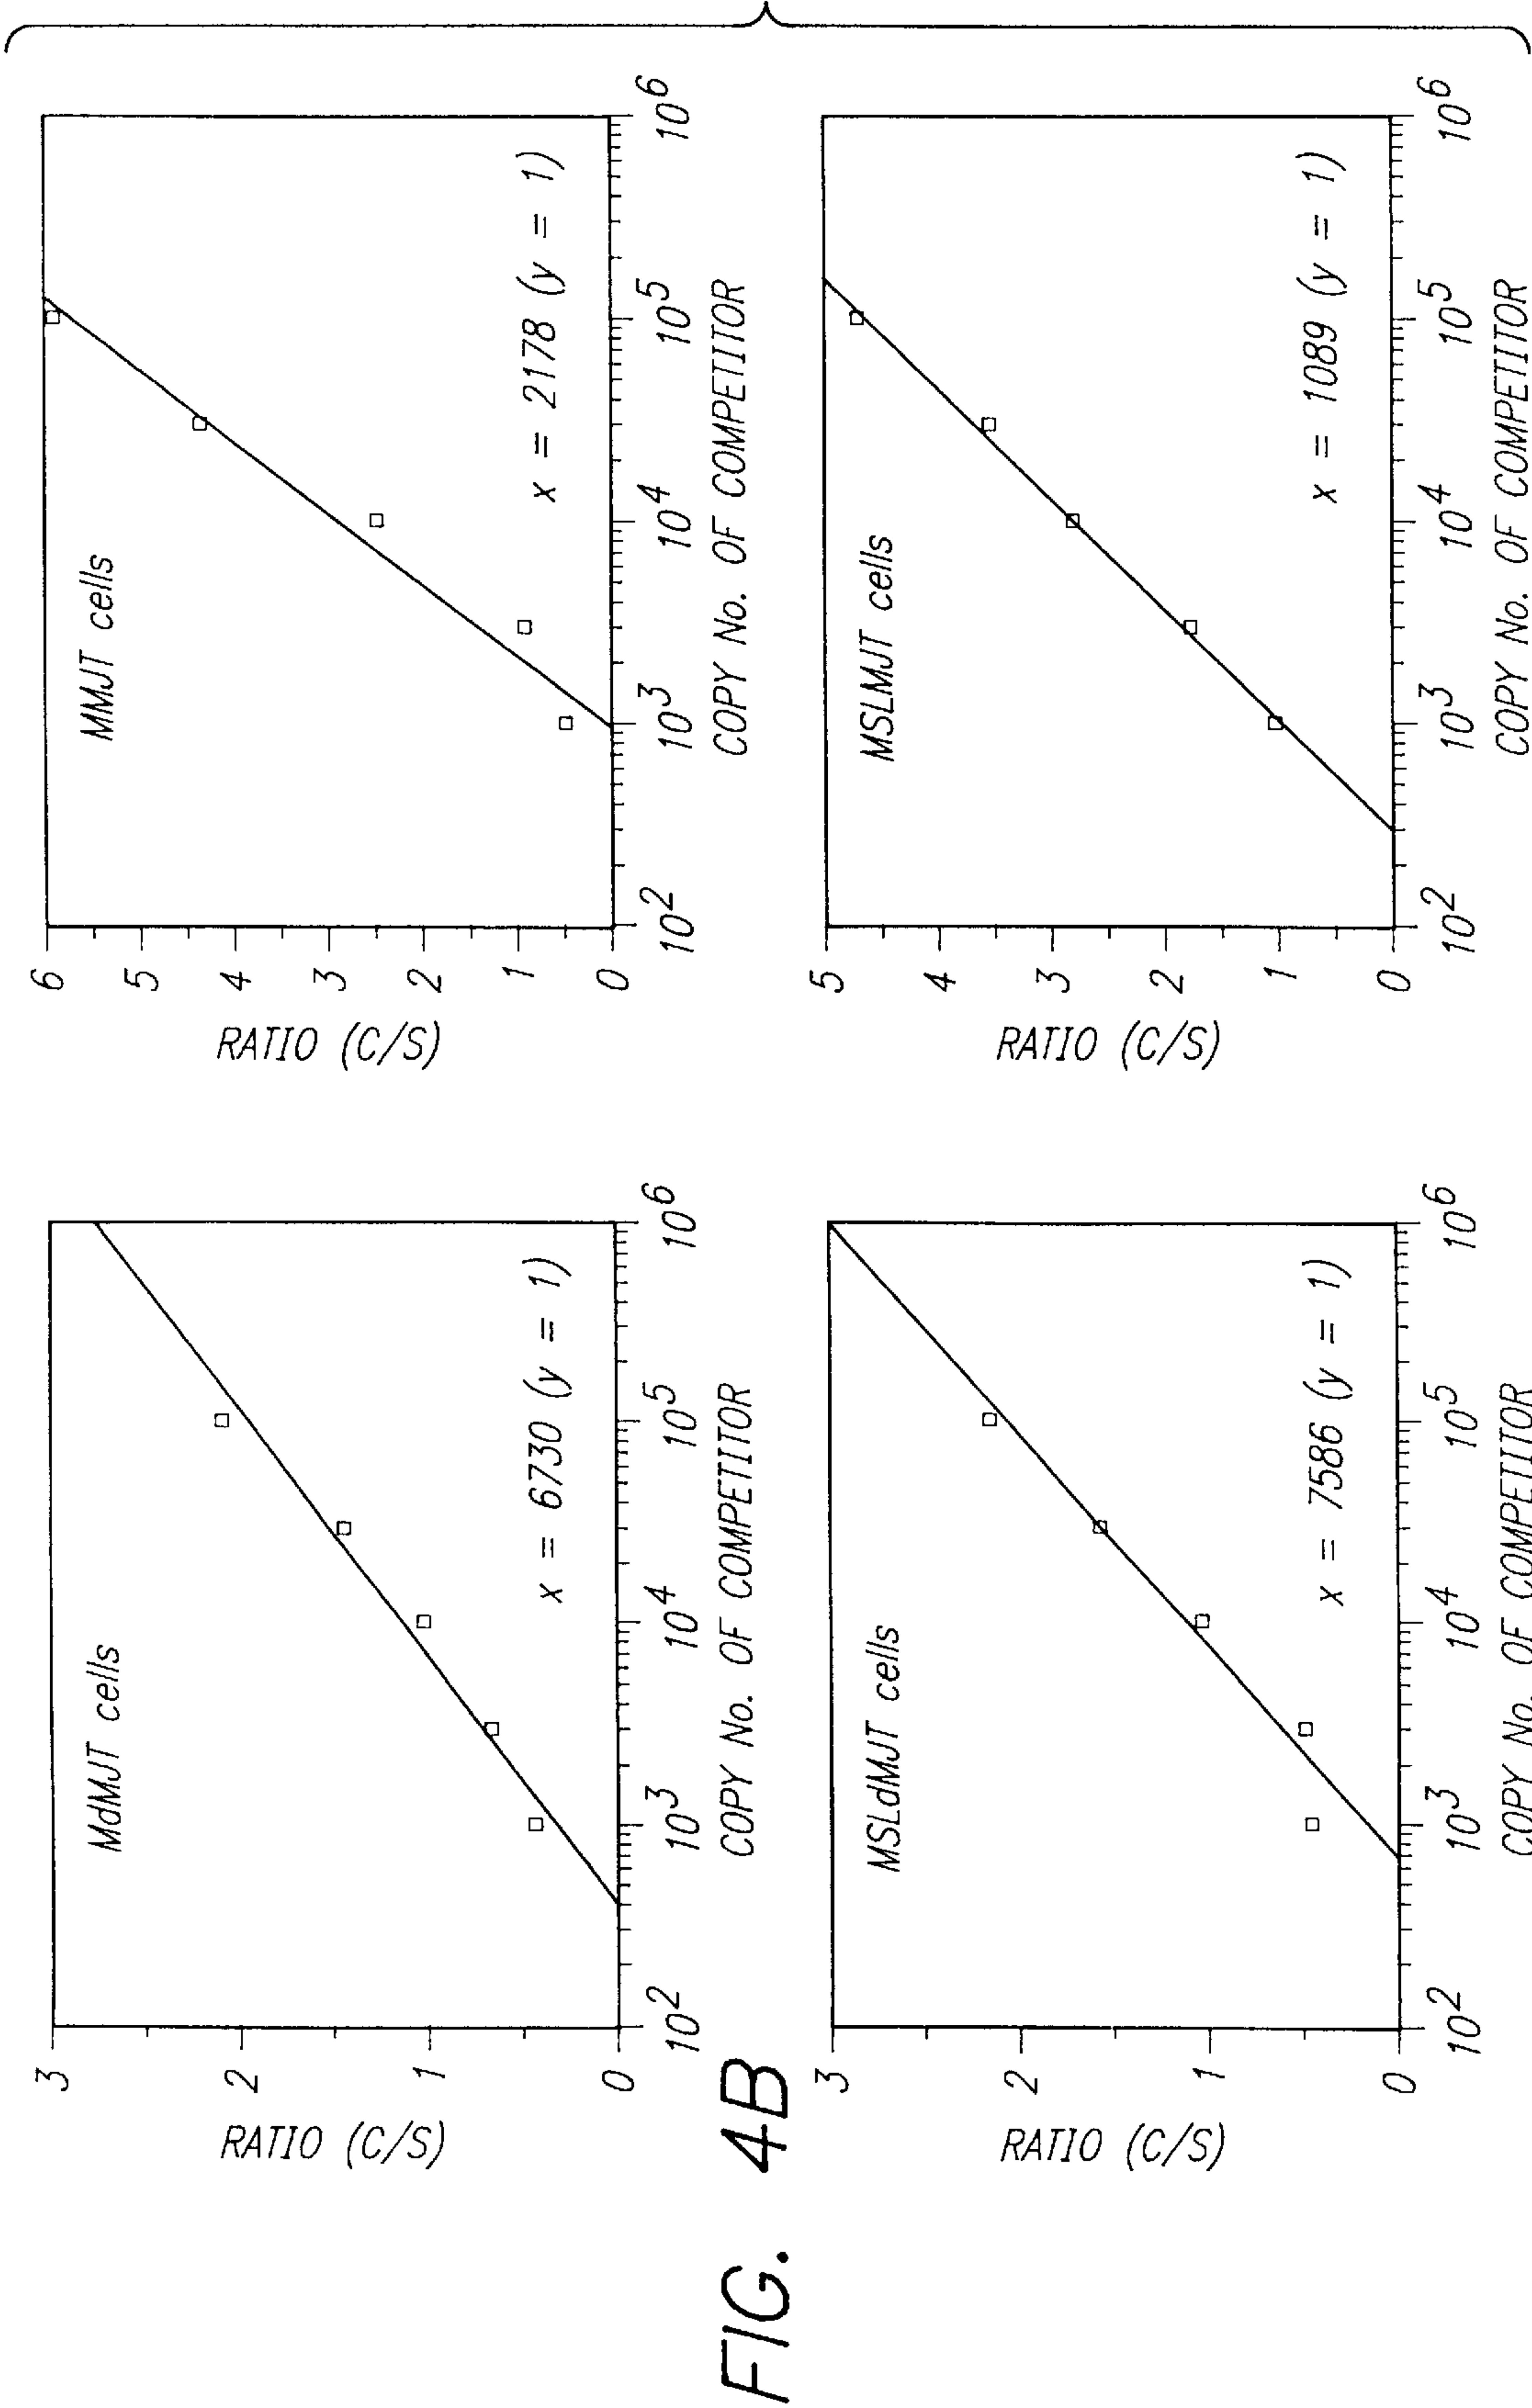 FIG. 4B
MdMJT cells
RATIO (C/S)
3
2
1
0
x = 6730 (y = 1)
10^2 10^3 10^4 10^5 10^6
COPY No. OF COMPETITOR
MMJT cells
RATIO (C/S)
6
5
4
3
2
1
0
x = 2178 (y = 1)
10^2 10^3 10^4 10^5 10^6
COPY No. OF COMPETITOR
MSLdMJT cells
RATIO (C/S)
3
2
1
0
x = 7586 (y = 1)
10^2 10^3 10^4 10^5 10^6
COPY No. OF COMPETITOR
MSLMJT cells
RATIO (C/S)
5
4
3
2
1
0
x = 1089 (y = 1)
10^2 10^3 10^4 10^5 10^6
COPY No. OF COMPETITOR